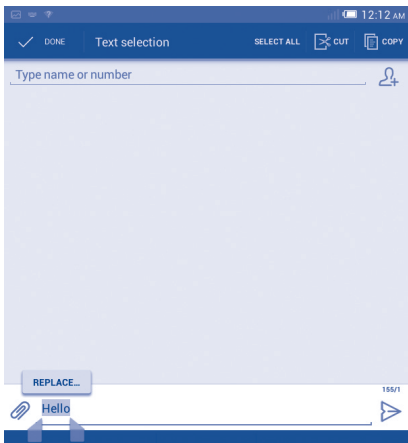 12:12 AM
DONE Text selection SELECT ALL CUT COPY
Type name or number
REPLACE...
155/1
Hello